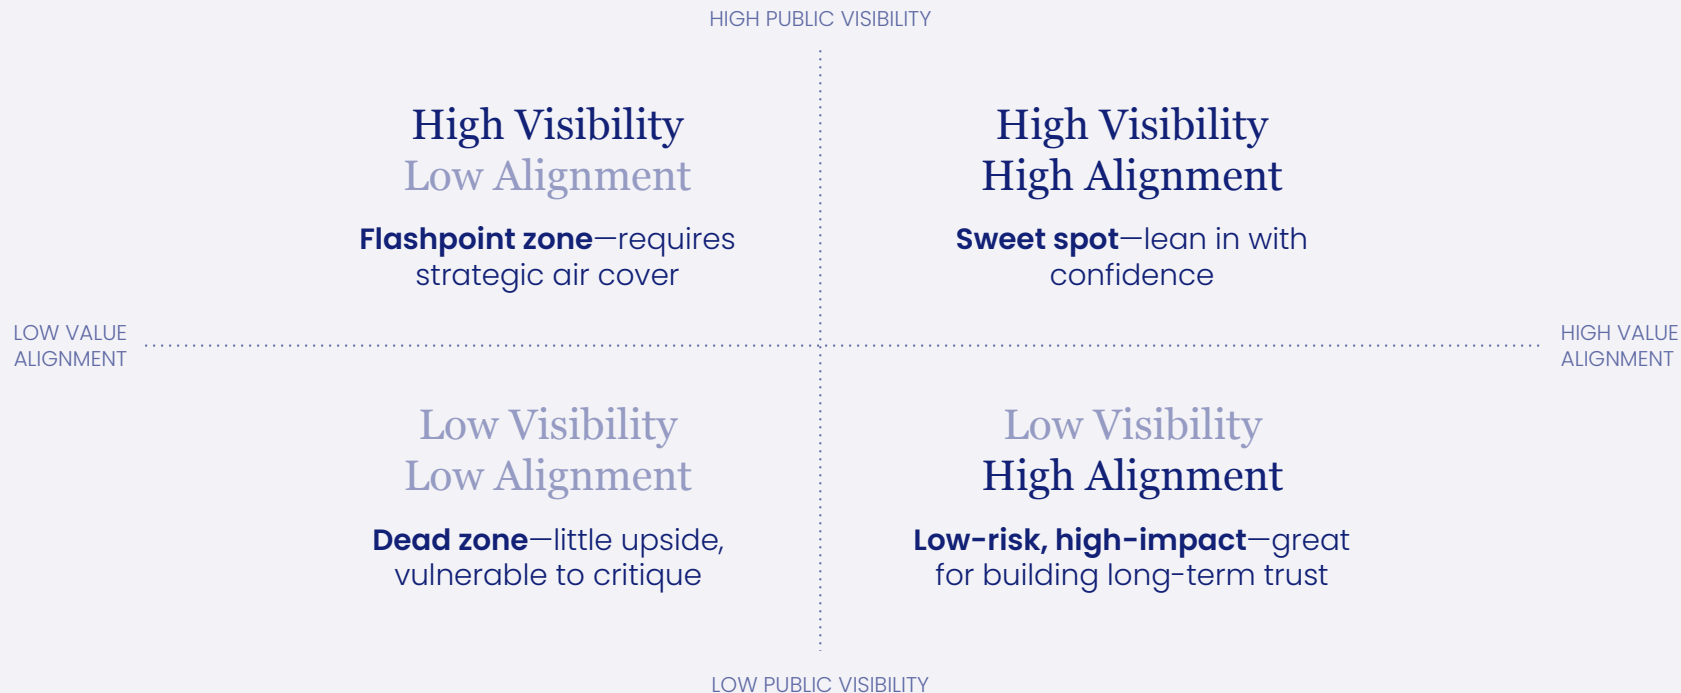 HIGH PUBLIC VISIBILITY
High Visibility
Low Alignment
Flashpoint zone—requires
strategic air cover
High Visibility
High Alignment
Sweet spot—lean in with
confidence
LOW VALUE
ALIGNMENT
HIGH VALUE
ALIGNMENT
Low Visibility
Low Alignment
Dead zone—little upside,
vulnerable to critique
Low Visibility
High Alignment
Low-risk, high-impact—great
for building long-term trust
LOW PUBLIC VISIBILITY